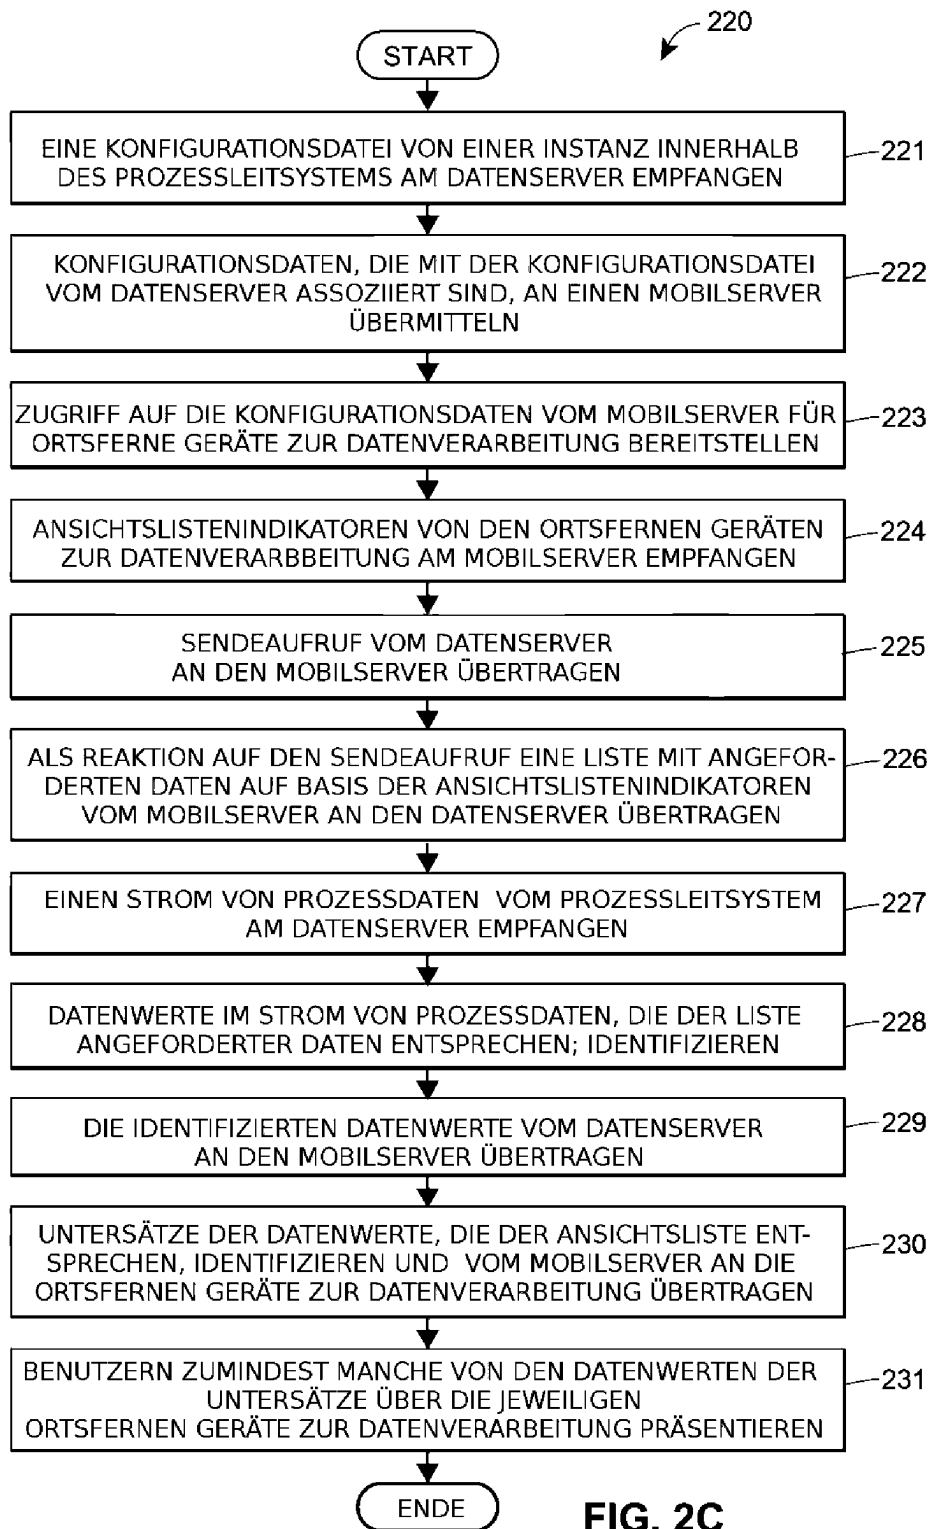 220
START
EINE KONFIGURATIONSDATEI VON EINER INSTANZ INNERHALB
DES PROZESSLEITSYSTEMS AM DATENSERVER EMPFANGEN
221
KONFIGURATIONSDATEN, DIE MIT DER KONFIGURATIONSDATEI
VOM DATENSERVER ASSOZIIERT SIND, AN EINEN MOBILSERVER
ÜBERMITTELN
222
ZUGRIFF AUF DIE KONFIGURATIONSDATEN VOM MOBILSERVER FÜR
ORTSFERNE GERÄTE ZUR DATENVERARBEITUNG BEREITSTELLEN
223
ANSICHTSLISTENINDIKATOREN VON DEN ORTSFERNEN GERÄTEN
ZUR DATENVERARBBEITUNG AM MOBILSERVER EMPFANGEN
224
SENDEAUFRUF VOM DATENSERVER
AN DEN MOBILSERVER ÜBERTRAGEN
225
ALS REAKTION AUF DEN SENDEAUFRUF EINE LISTE MIT ANGEFOR-
DERTEN DATEN AUF BASIS DER ANSICHTSLISTENINDIKATOREN
VOM MOBILSERVER AN DEN DATENSERVER ÜBERTRAGEN
226
EINEN STROM VON PROZESSDATEN VOM PROZESSLEITSYSTEM
AM DATENSERVER EMPFANGEN
227
DATENWERTE IM STROM VON PROZESSDATEN, DIE DER LISTE
ANGEFORDERTER DATEN ENTSPRECHEN; IDENTIFIZIEREN
228
DIE IDENTIFIZIERTEN DATENWERTE VOM DATENSERVER
AN DEN MOBILSERVER ÜBERTRAGEN
229
UNTERSÄTZE DER DATENWERTE, DIE DER ANSICHTSLISTE ENT-
SPRECHEN, IDENTIFIZIEREN UND VOM MOBILSERVER AN DIE
ORTSFERNEN GERÄTE ZUR DATENVERARBEITUNG ÜBERTRAGEN
230
BENUTZERN ZUMINDEST MANCHE VON DEN DATENWERTEN DER
UNTERSÄTZE ÜBER DIE JEWEILIGEN
ORTSFERNEN GERÄTE ZUR DATENVERARBEITUNG PRÄSENTIEREN
231
ENDE
FIG. 2C